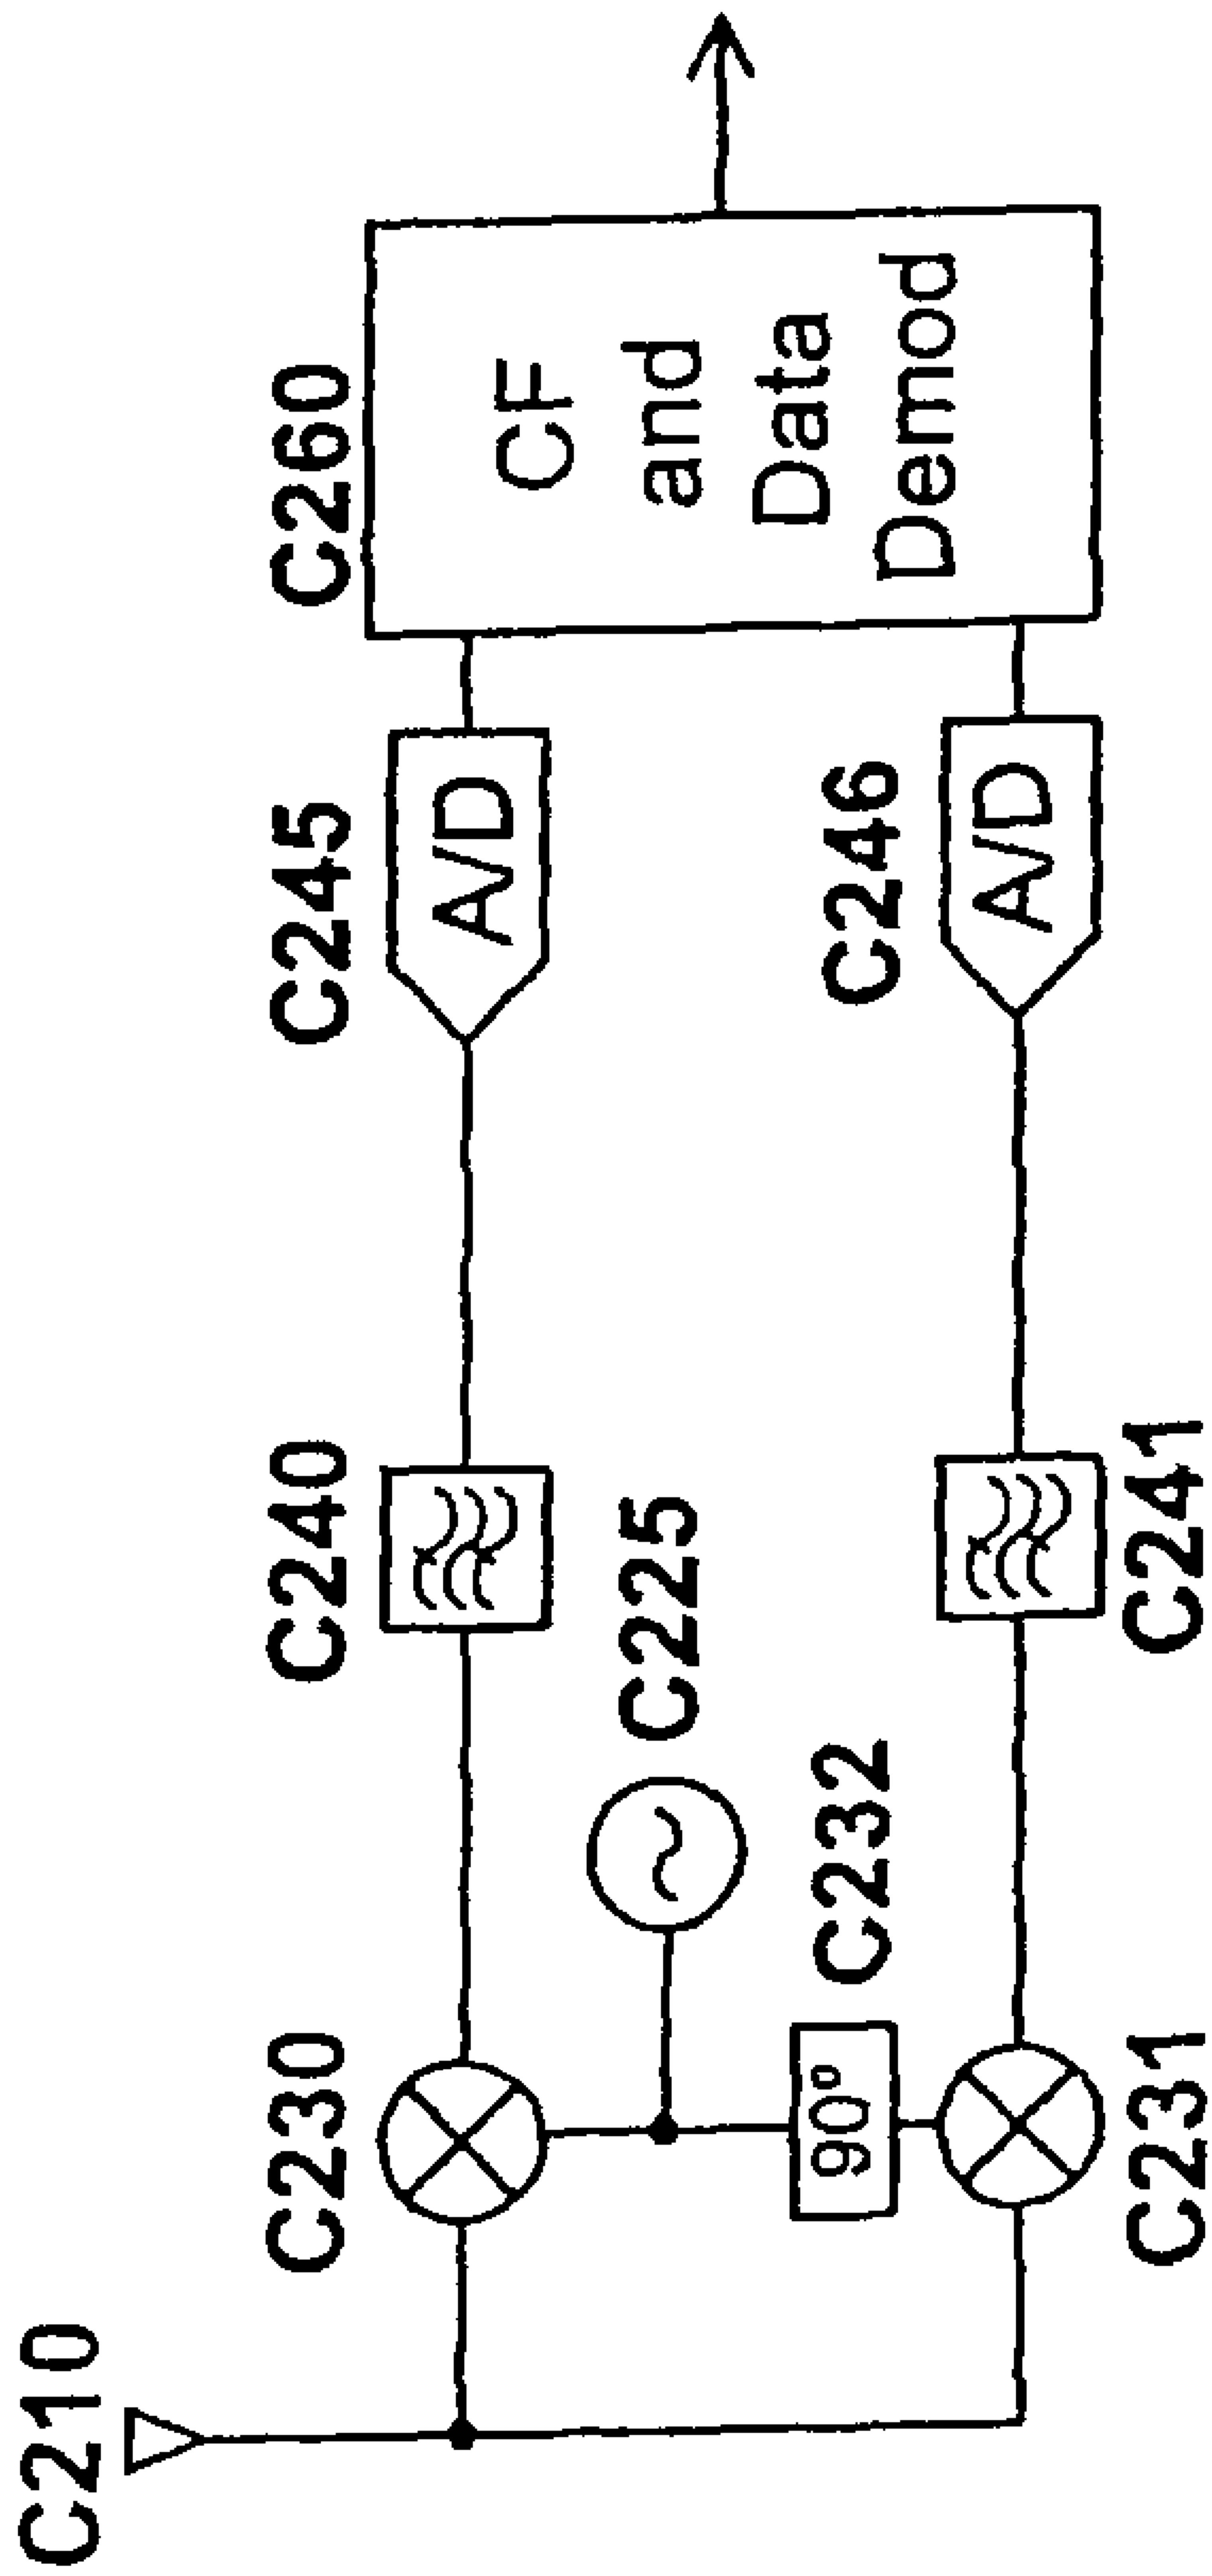 C210
C230
C240
C245
C260
C225
C232
90°
C231
C241
C246
A/D
A/D
CF
and
Data
Demod